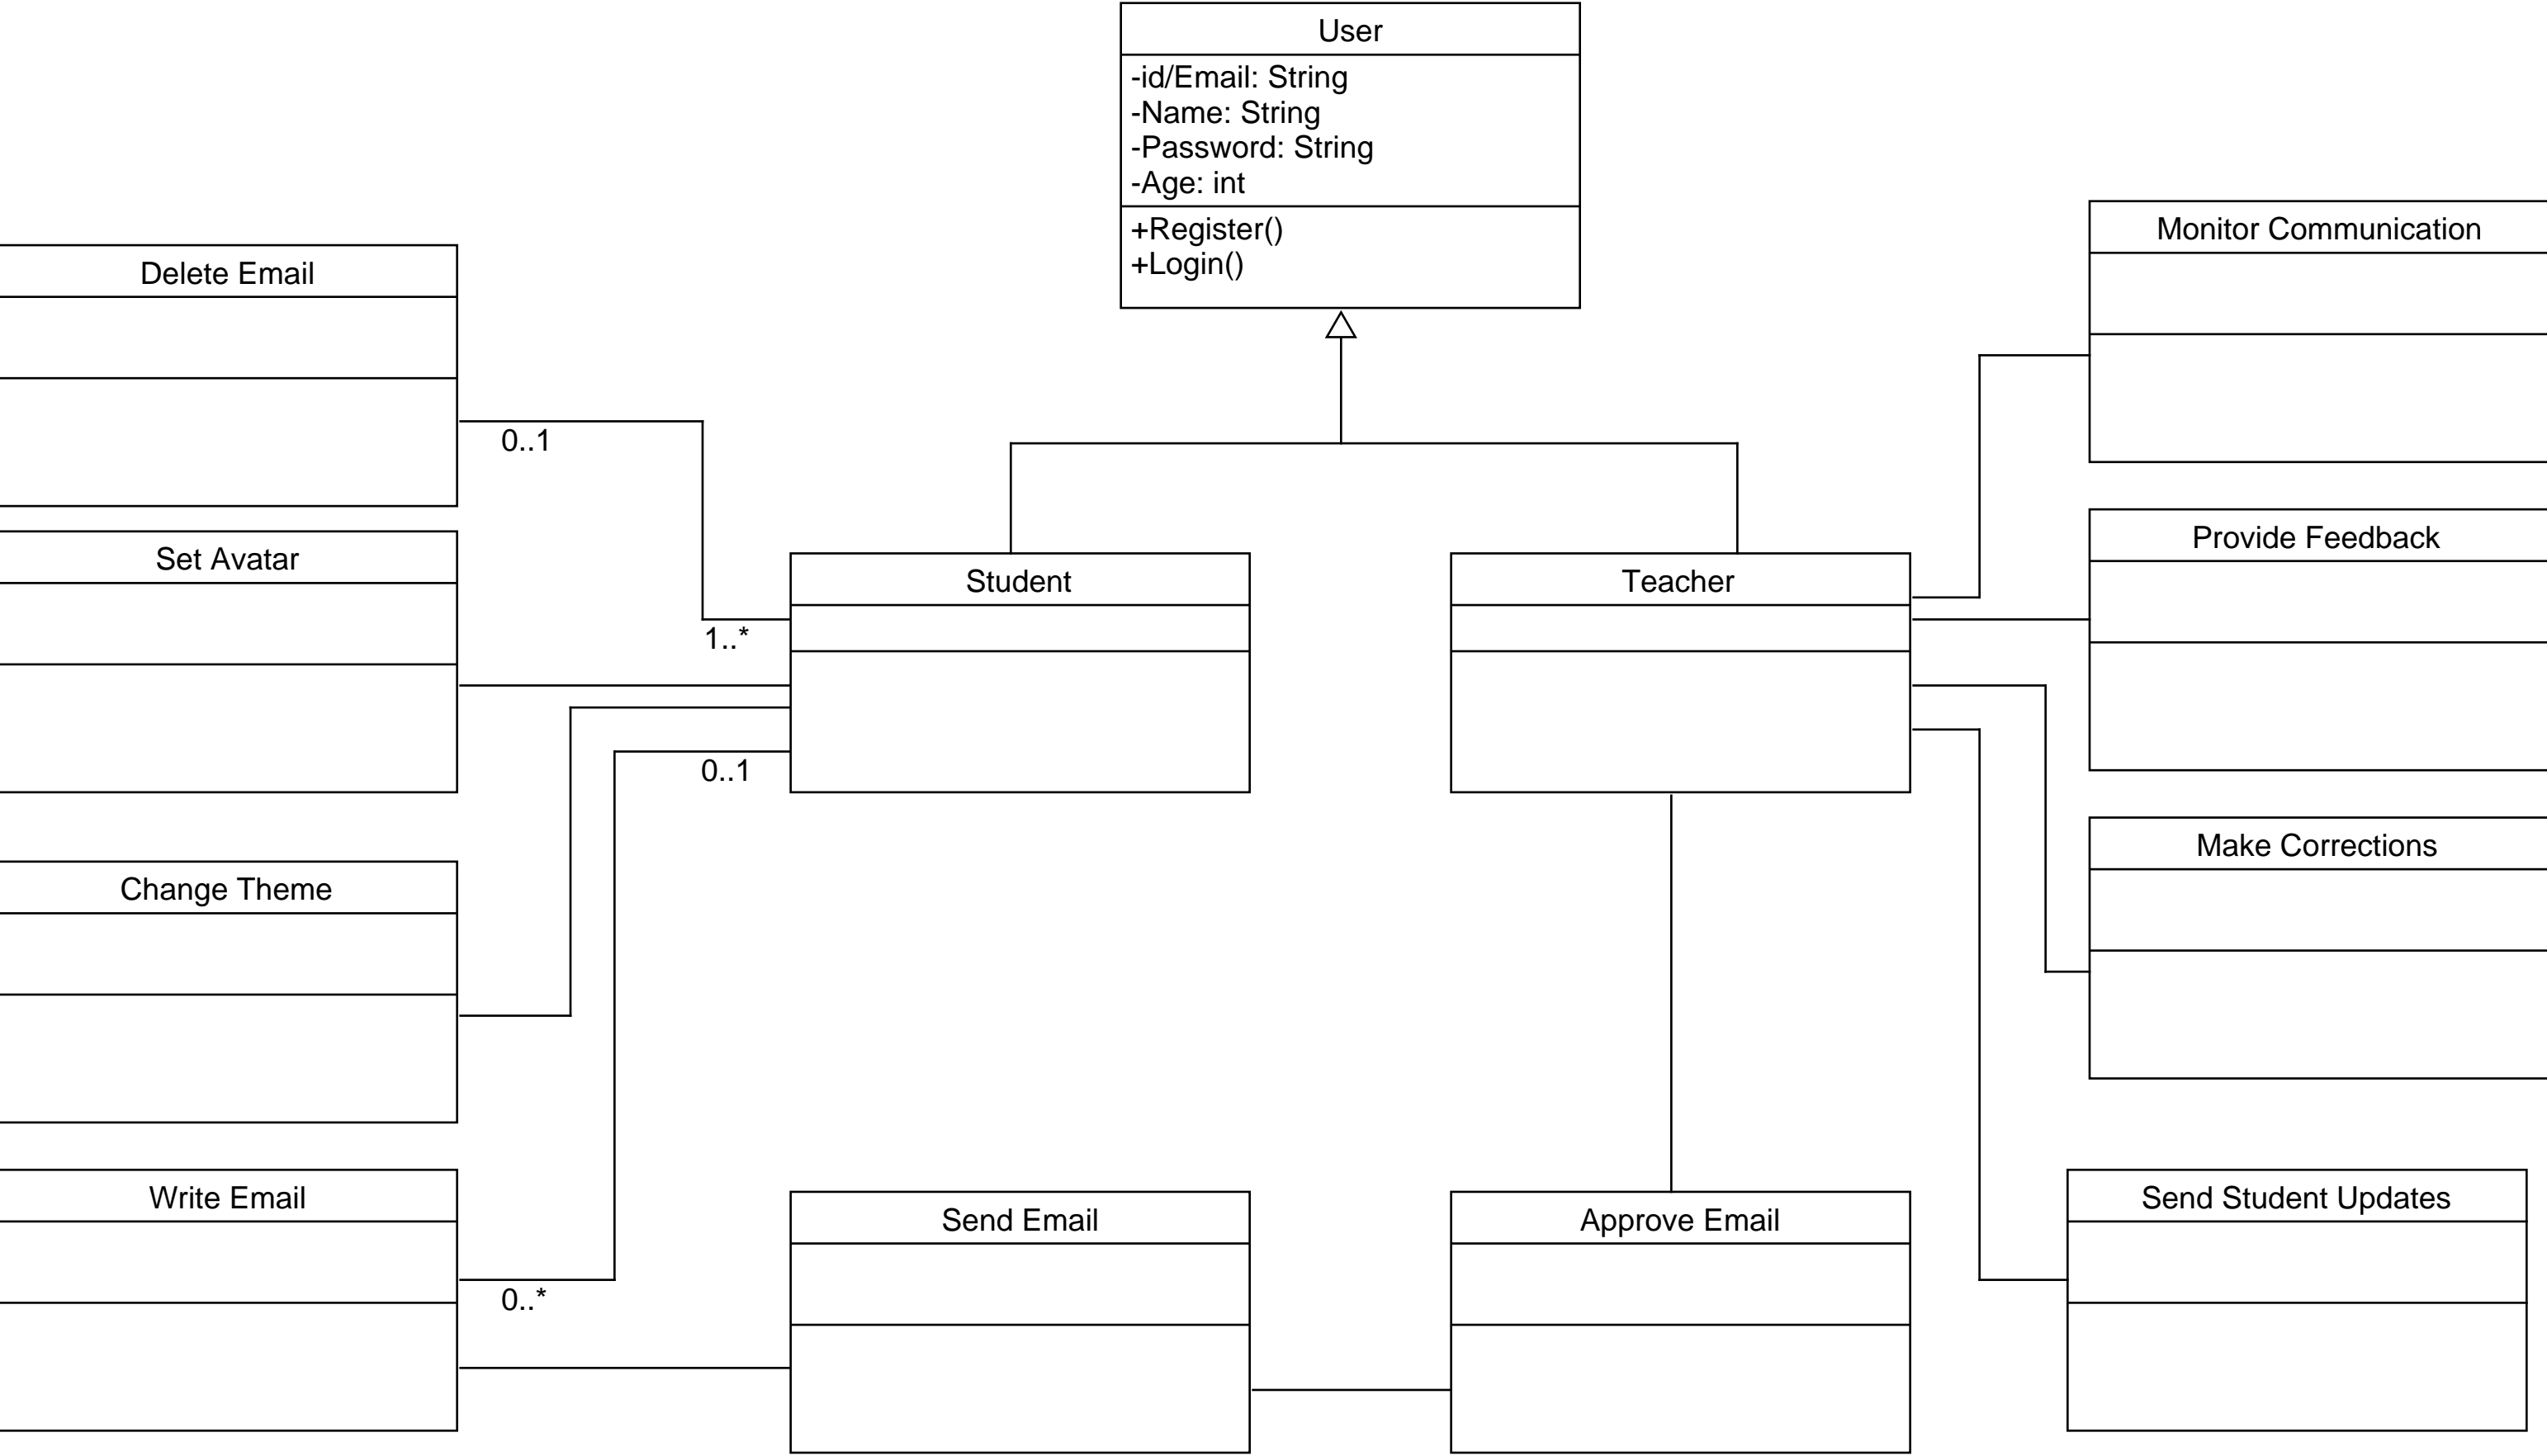 User
-id/Email: String
-Name: String
-Password: String
-Age: int
+Register()
+Login()
Monitor Communication
Delete Email
0..1
Provide Feedback
Set Avatar
Student
Teacher
1..*
0..1
Make Corrections
Change Theme
Write Email
Send Student Updates
Send Email
Approve Email
0..*